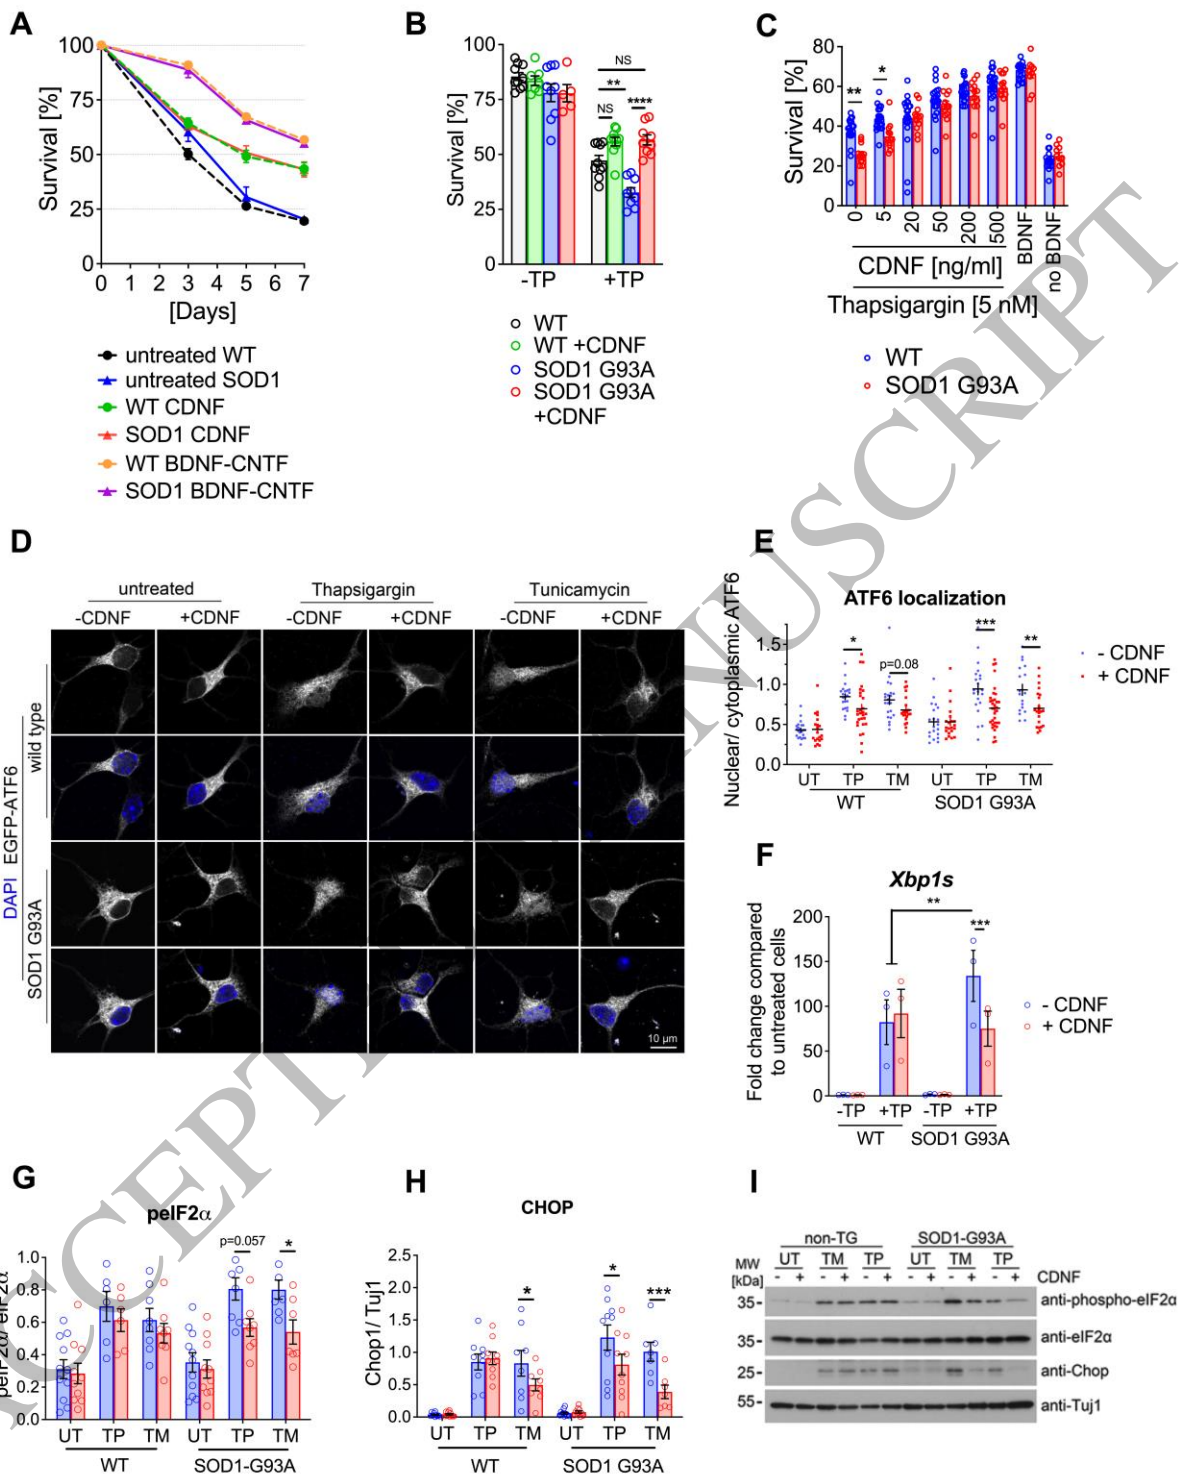 A
Survival [%]
100
75
50
25
0
0 1 2 3 4 5 6 7
[Days]
untreated WT
untreated SOD1
WT CDNF
SOD1 CDNF
WT BDNF-CNTF
SOD1 BDNF-CNTF
B
Survival [%]
100
75
50
25
0
NS
**
NS
****
-TP +TP
WT
WT +CDNF
SOD1 G93A
SOD1 G93A
+CDNF
C
Survival [%]
80
60
40
20
0
**
*
0 5 20 50 200 500 BDNF no BDNF
CDNF [ng/ml]
Thapsigargin [5 nM]
WT
SOD1 G93A
D
untreated Thapsigargin Tunicamycin
-CDNF +CDNF -CDNF +CDNF -CDNF +CDNF
wild type
SOD1 G93A
DAPI EGFP-ATF6
10 µm
E
ATF6 localization
Nuclear/ cytoplasmic ATF6
1.5
1.0
0.5
0.0
*
p=0.08
***
**
UT TP TM UT TP TM
WT SOD1 G93A
- CDNF
+ CDNF
F
Xbp1s
Fold change compared
to untreated cells
200
150
100
50
0
**
***
-TP +TP -TP +TP
WT SOD1 G93A
- CDNF
+ CDNF
G
peIF2α
peIF2α/ eIF2α
1.0
0.8
0.6
0.4
0.2
0.0
p=0.057
*
UT TP TM UT TP TM
WT SOD1-G93A
H
CHOP
Chop1/ Tuj1
2.5
2.0
1.5
1.0
0.5
0.0
*
*
***
UT TP TM UT TP TM
WT SOD1 G93A
I
non-TG SOD1-G93A
UT TM TP UT TM TP
MW
[kDa]
- + - + - + - + - + - + CDNF
35- anti-phospho-eIF2α
35- anti-eIF2α
25- anti-Chop
55- anti-Tuj1
ACCEPTED MANUSCRIPT